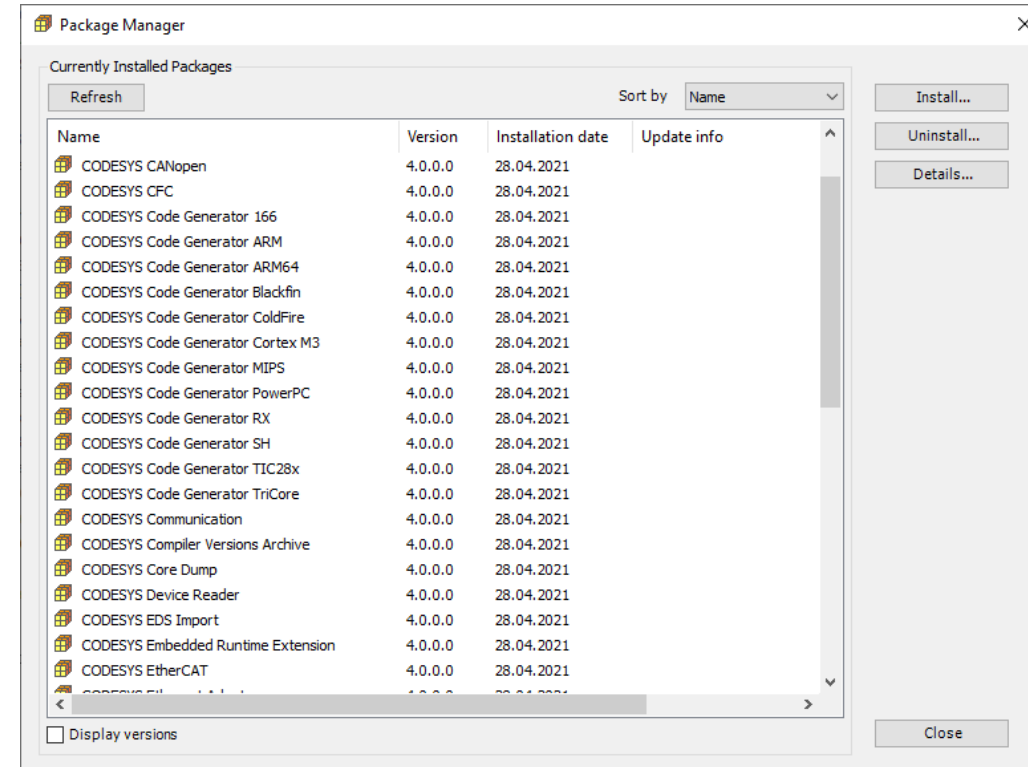 Package Manager
Currently Installed Packages
Refresh
Sort by Name
Install...
Uninstall...
Details...
Name Version Installation date Update info
CODESYS CANopen 4.0.0.0 28.04.2021
CODESYS CFC 4.0.0.0 28.04.2021
CODESYS Code Generator 166 4.0.0.0 28.04.2021
CODESYS Code Generator ARM 4.0.0.0 28.04.2021
CODESYS Code Generator ARM64 4.0.0.0 28.04.2021
CODESYS Code Generator Blackfin 4.0.0.0 28.04.2021
CODESYS Code Generator ColdFire 4.0.0.0 28.04.2021
CODESYS Code Generator Cortex M3 4.0.0.0 28.04.2021
CODESYS Code Generator MIPS 4.0.0.0 28.04.2021
CODESYS Code Generator PowerPC 4.0.0.0 28.04.2021
CODESYS Code Generator RX 4.0.0.0 28.04.2021
CODESYS Code Generator SH 4.0.0.0 28.04.2021
CODESYS Code Generator TIC28x 4.0.0.0 28.04.2021
CODESYS Code Generator TriCore 4.0.0.0 28.04.2021
CODESYS Communication 4.0.0.0 28.04.2021
CODESYS Compiler Versions Archive 4.0.0.0 28.04.2021
CODESYS Core Dump 4.0.0.0 28.04.2021
CODESYS Device Reader 4.0.0.0 28.04.2021
CODESYS EDS Import 4.0.0.0 28.04.2021
CODESYS Embedded Runtime Extension 4.0.0.0 28.04.2021
CODESYS EtherCAT 4.0.0.0 28.04.2021
Display versions
Close